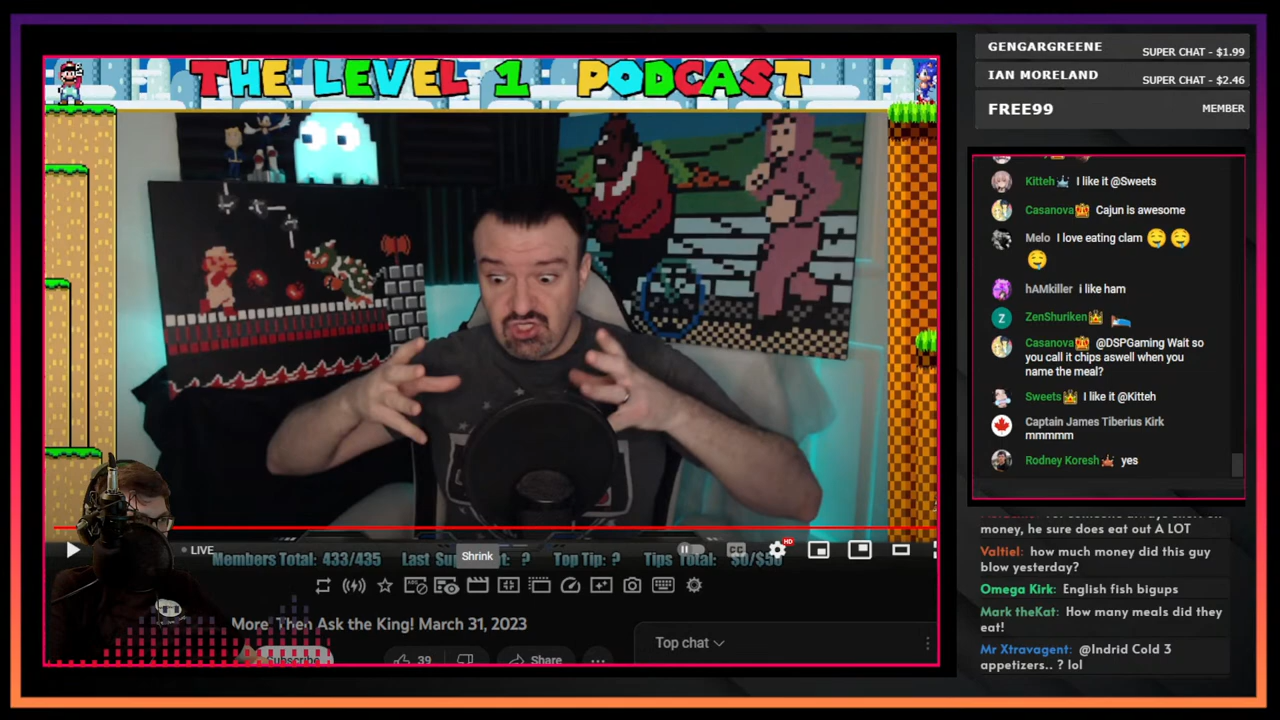 THE LEVEL 1 PODCAST
LIVE
Members Total: 433/435
Top Tip: ?
Shrink
CC
HD
More Then Ask the King! March 31, 2023
Subscribe
39
Share
Top chat
GENGARGREENE
SUPER CHAT - $1.99
IAN MORELAND
SUPER CHAT - $2.46
FREE99
MEMBER
Kitteh I like it @Sweets
Casanova Cajun is awesome
Melo I love eating clam
hAMkiller i like ham
Z
ZenShuriken
Casanova @DSPGaming Wait so
you call it chips aswell when you
name the meal?
Sweets I like it @Kitteh
Captain James Tiberius Kirk
mmmmm
Rodney Koresh yes
money, he sure does eat out A LOT
Valtiel: how much money did this guy
blow yesterday?
Omega Kirk: English fish bigups
Mark theKat: How many meals did they
eat!
Mr Xtravagent: @Indrid Cold 3
appetizers.. ? lol